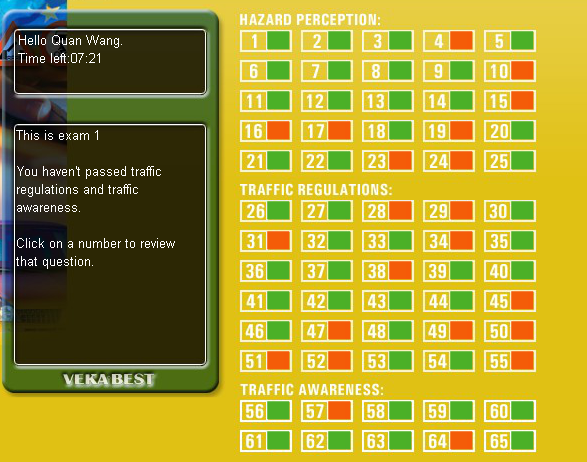 Hello Quan Wang.
Time left:07:21
This is exam 1
You haven't passed traffic
regulations and traffic
awareness.
Click on a number to review
that question.
VEKA BEST
HAZARD PERCEPTION:
1 2 3 4 5
6 7 8 9 10
11 12 13 14 15
16 17 18 19 20
21 22 23 24 25
TRAFFIC REGULATIONS:
26 27 28 29 30
31 32 33 34 35
36 37 38 39 40
41 42 43 44 45
46 47 48 49 50
51 52 53 54 55
TRAFFIC AWARENESS:
56 57 58 59 60
61 62 63 64 65